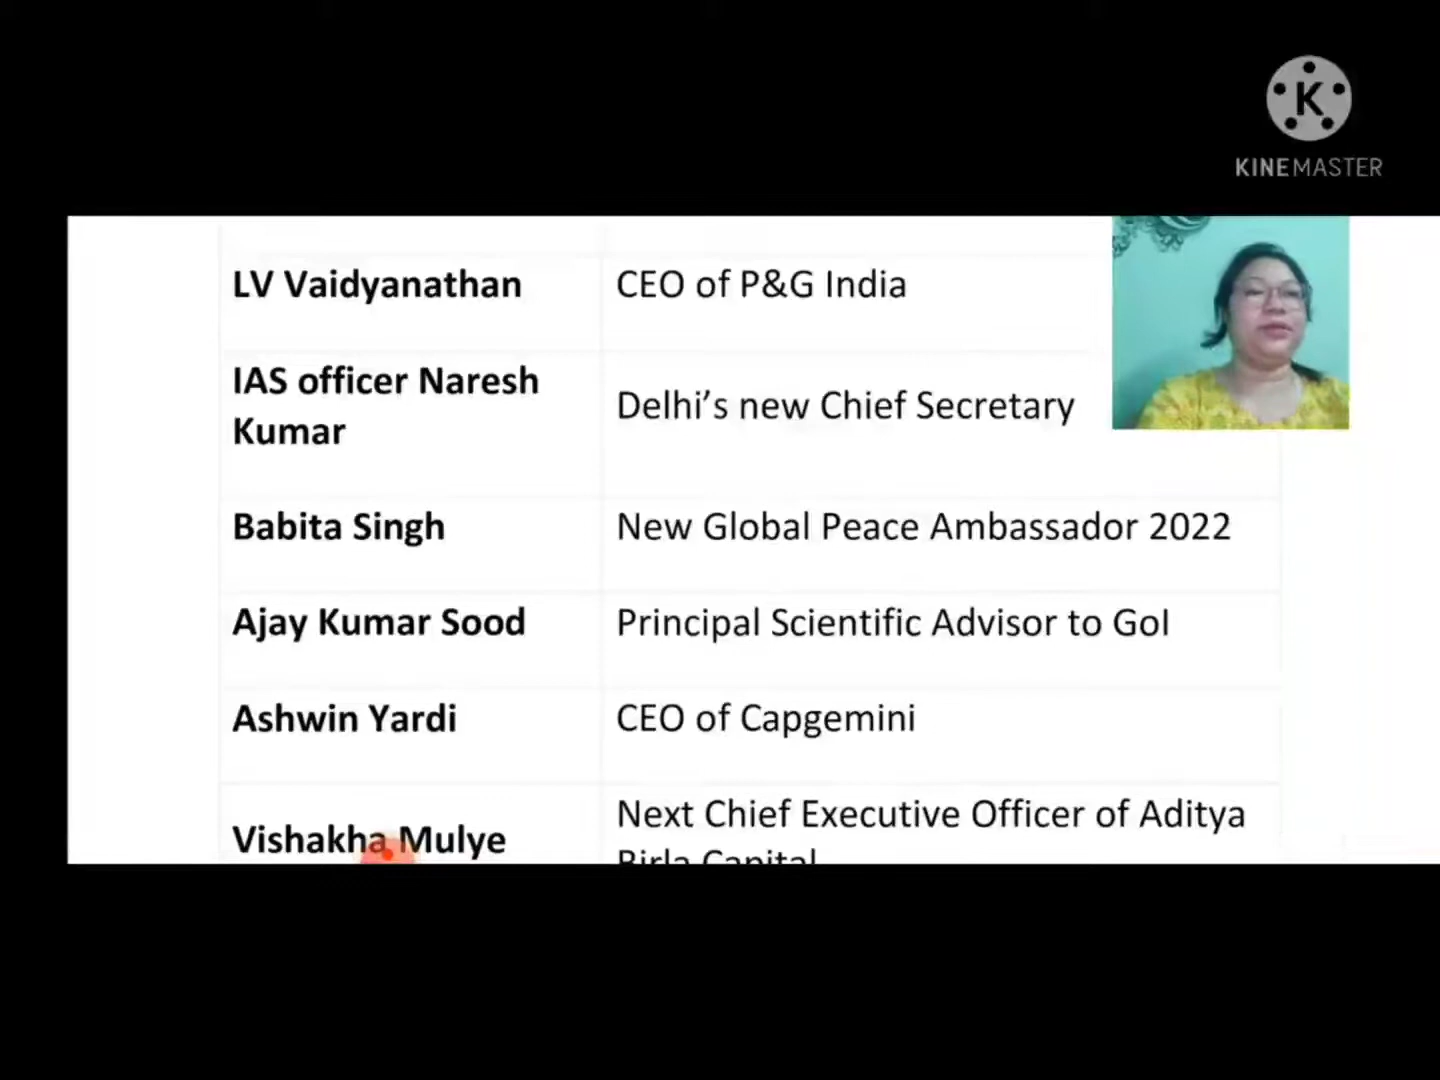 K
KINEMASTER
LV Vaidyanathan
CEO of P&G India
IAS officer Naresh
Kumar
Delhi’s new Chief Secretary
Babita Singh
New Global Peace Ambassador 2022
Ajay Kumar Sood
Principal Scientific Advisor to GoI
Ashwin Yardi
CEO of Capgemini
Vishakha Mulye
Next Chief Executive Officer of Aditya
Birla Capital